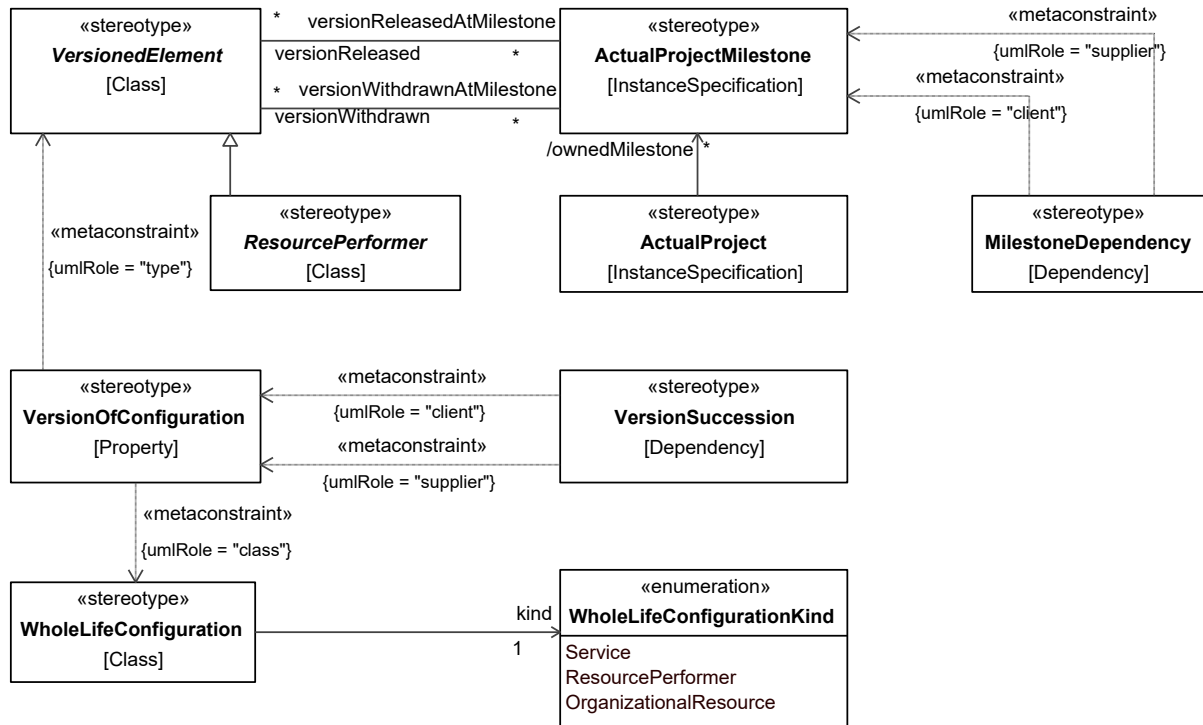 «stereotype»
VersionedElement
[Class]
* versionReleasedAtMilestone
versionReleased *
* versionWithdrawnAtMilestone
versionWithdrawn *
«stereotype»
ActualProjectMilestone
[InstanceSpecification]
«metaconstraint»
{umlRole = "supplier"}
«metaconstraint»
{umlRole = "client"}
/ownedMilestone *
«metaconstraint»
{umlRole = "type"}
«stereotype»
ResourcePerformer
[Class]
«stereotype»
ActualProject
[InstanceSpecification]
«stereotype»
MilestoneDependency
[Dependency]
«stereotype»
VersionOfConfiguration
[Property]
«metaconstraint»
{umlRole = "client"}
«metaconstraint»
{umlRole = "supplier"}
«stereotype»
VersionSuccession
[Dependency]
«metaconstraint»
{umlRole = "class"}
«stereotype»
WholeLifeConfiguration
[Class]
kind
1
«enumeration»
WholeLifeConfigurationKind
Service
ResourcePerformer
OrganizationalResource